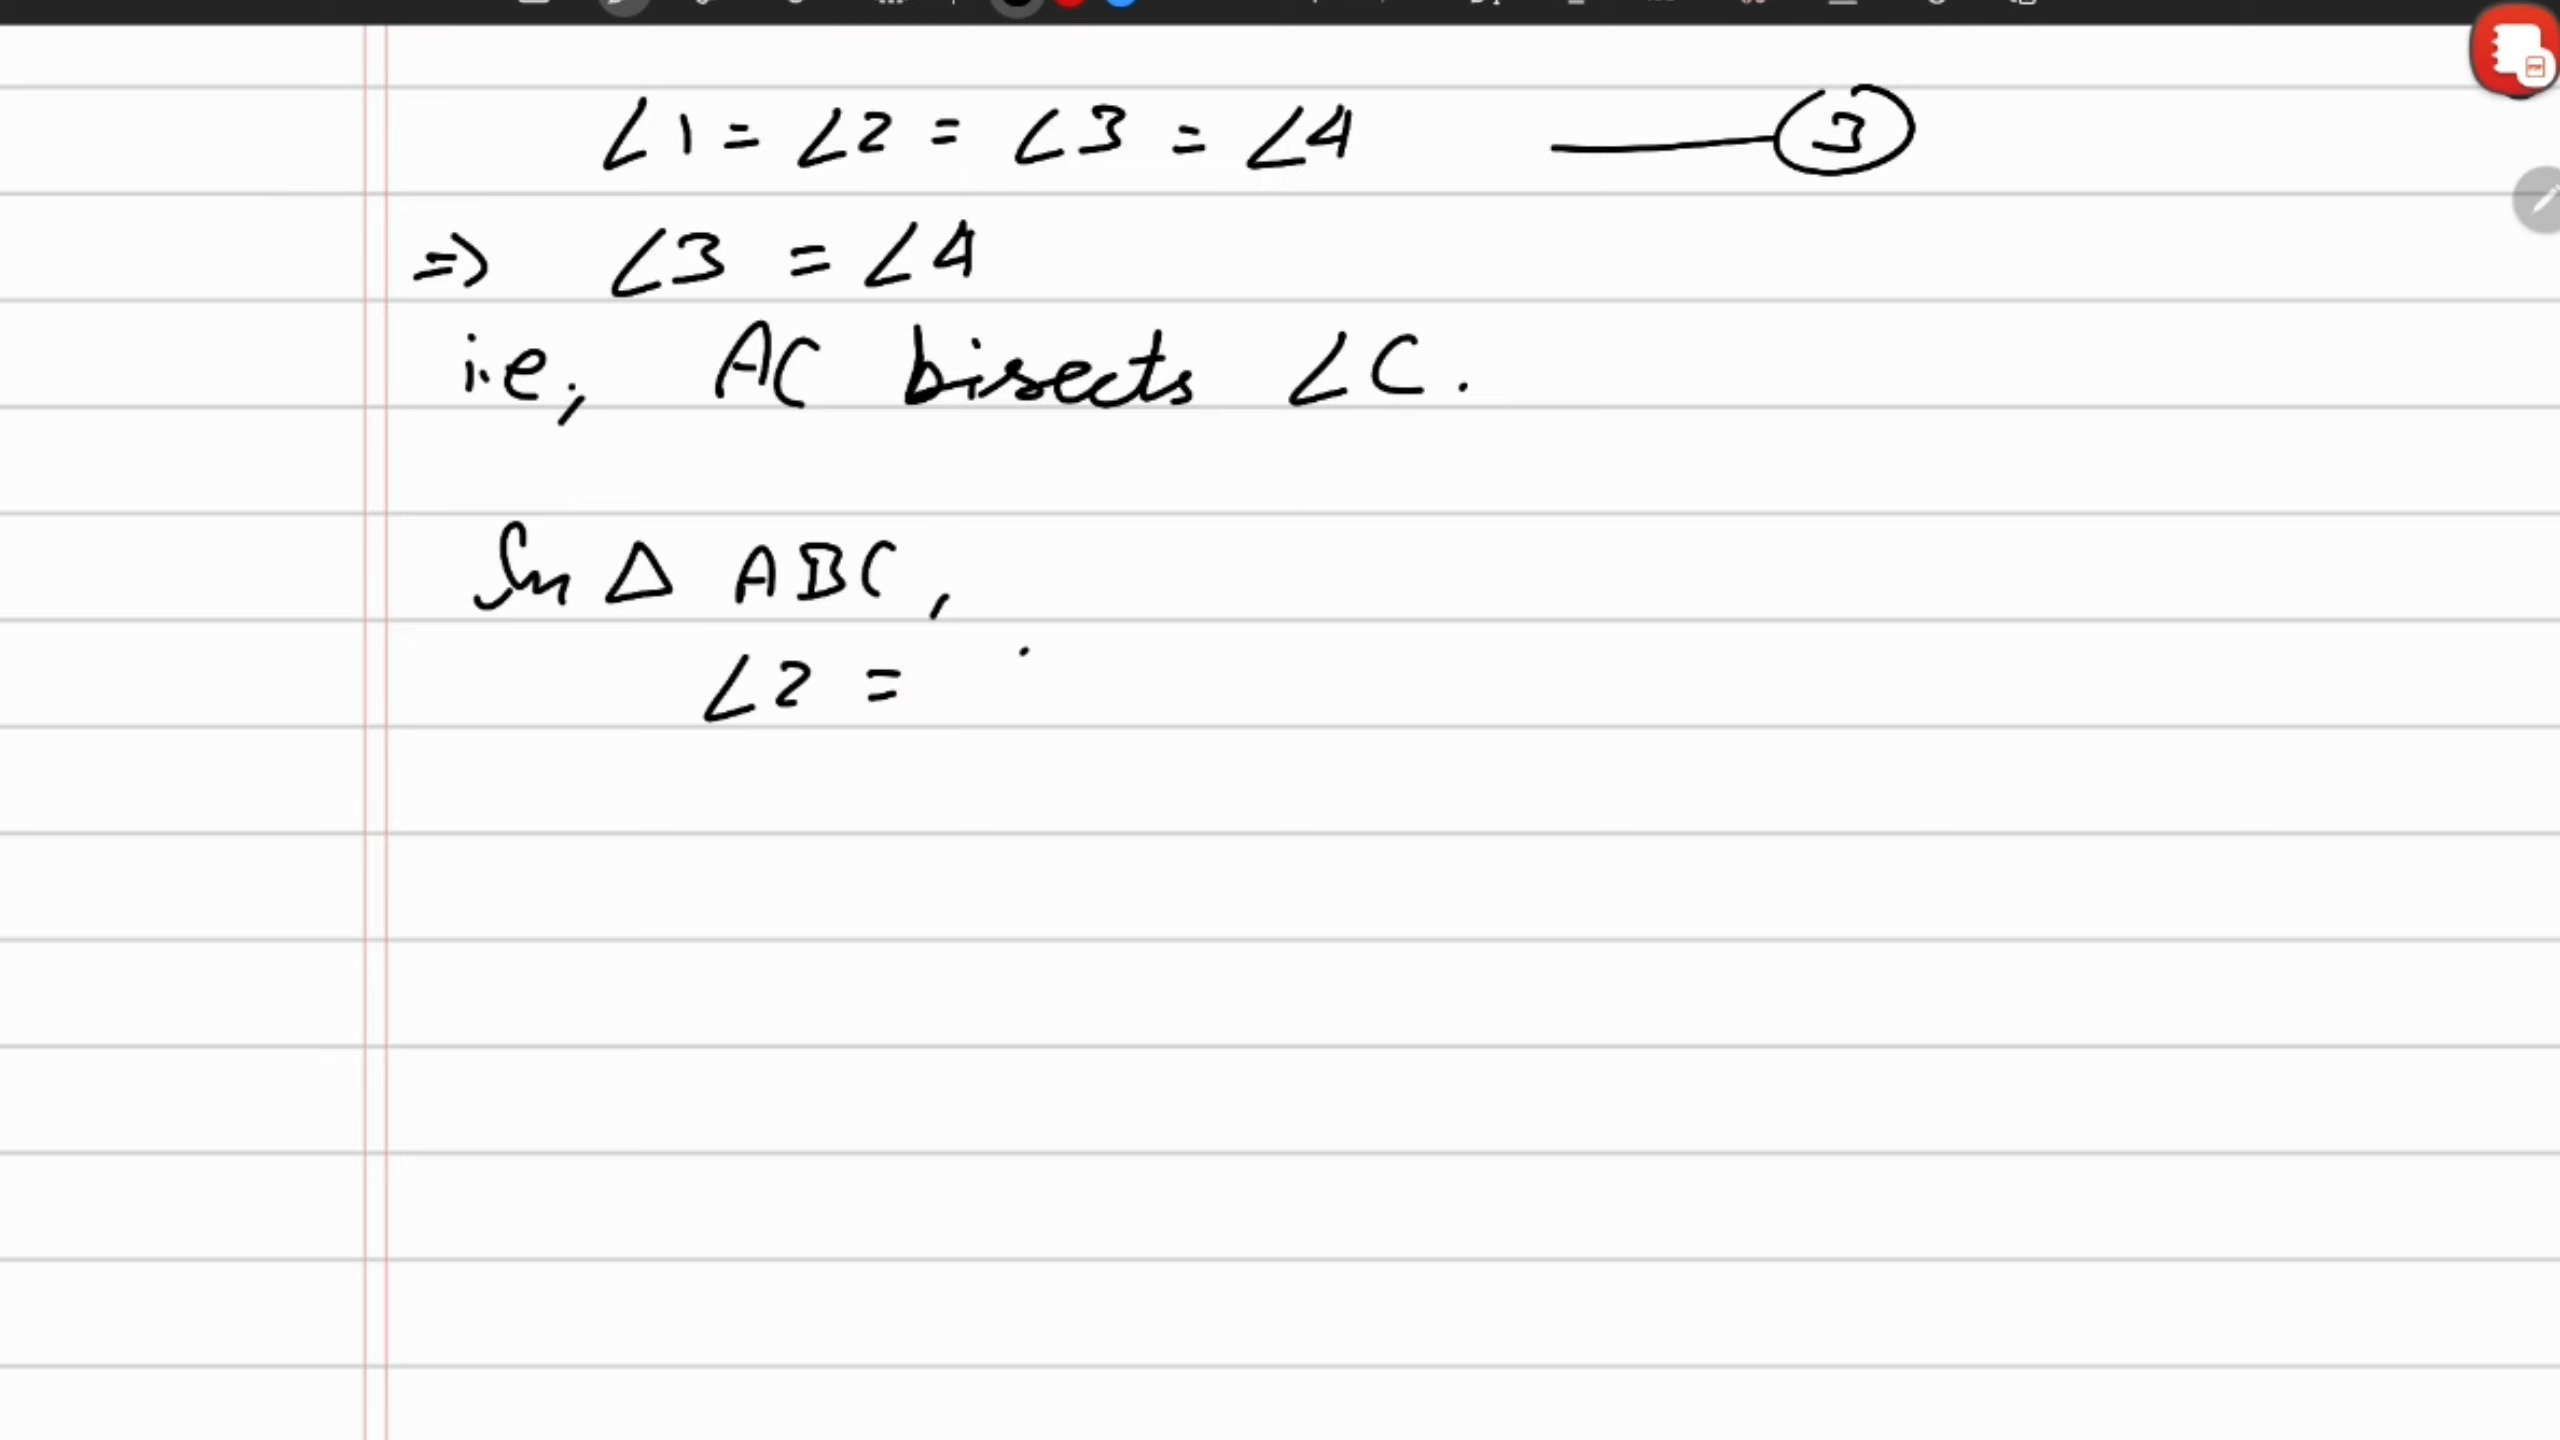 ∠1 = ∠2 = ∠3 = ∠4 —— ③
⇒ ∠3 = ∠4
i.e, AC bisects ∠C.
In △ ABC,
∠2 =